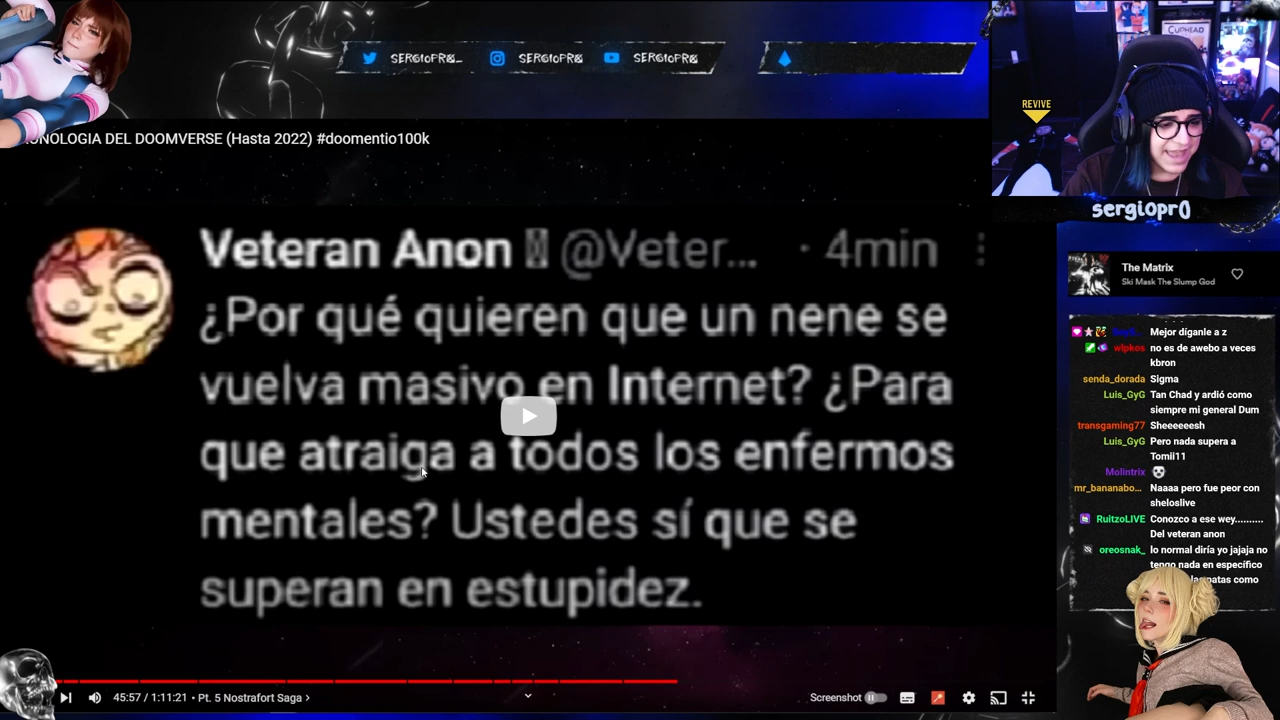 SERGIOPR0_
SERGIOPR0
SERGIOPR0
CUPHEAD
REVIVE
NOLOGIA DEL DOOMVERSE (Hasta 2022) #doomentio100k
sergiopr0
Veteran Anon @Veter... · 4min
¿Por qué quieren que un nene se
vuelva masivo en Internet? ¿Para
que atraiga a todos los enfermos
mentales? Ustedes sí que se
superan en estupidez.
The Matrix
Ski Mask The Slump God
Mejor díganle a z
wlpkos no es de awebo a veces
kbron
senda_dorada Sigma
Luis_GyG Tan Chad y ardió como
siempre mi general Dum
transgaming77 Sheeeeeesh
Luis_GyG Pero nada supera a
Tomii11
Molintrix
mr_bananabo... Naaaa pero fue peor con
sheloslive
RuitzoLIVE Conozco a ese wey..........
Del veteran anon
oreosnak_ lo normal diría yo jajaja no
tengo nada en específico
patas como
45:57 / 1:11:21 • Pt. 5 Nostrafort Saga ›
Screenshot